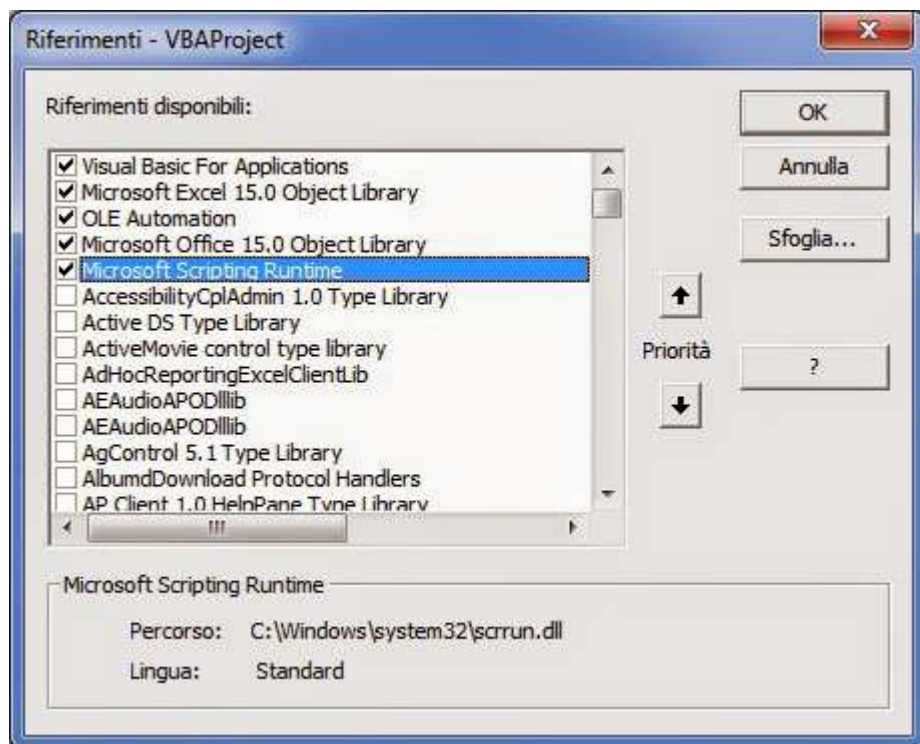 Riferimenti - VBAProject
Riferimenti disponibili:
OK
Annulla
Sfoglia...
Visual Basic For Applications
Microsoft Excel 15.0 Object Library
OLE Automation
Microsoft Office 15.0 Object Library
Microsoft Scripting Runtime
AccessibilityCplAdmin 1.0 Type Library
Active DS Type Library
ActiveMovie control type library
AdHocReportingExcelClientLib
AEAudioAPODlllib
AEAudioAPODlllib
AgControl 5.1 Type Library
AlbumdDownload Protocol Handlers
AP Client 1.0 HelpPane Type Library
Priorità
?
Microsoft Scripting Runtime
Percorso: C:\Windows\system32\scrrun.dll
Lingua: Standard